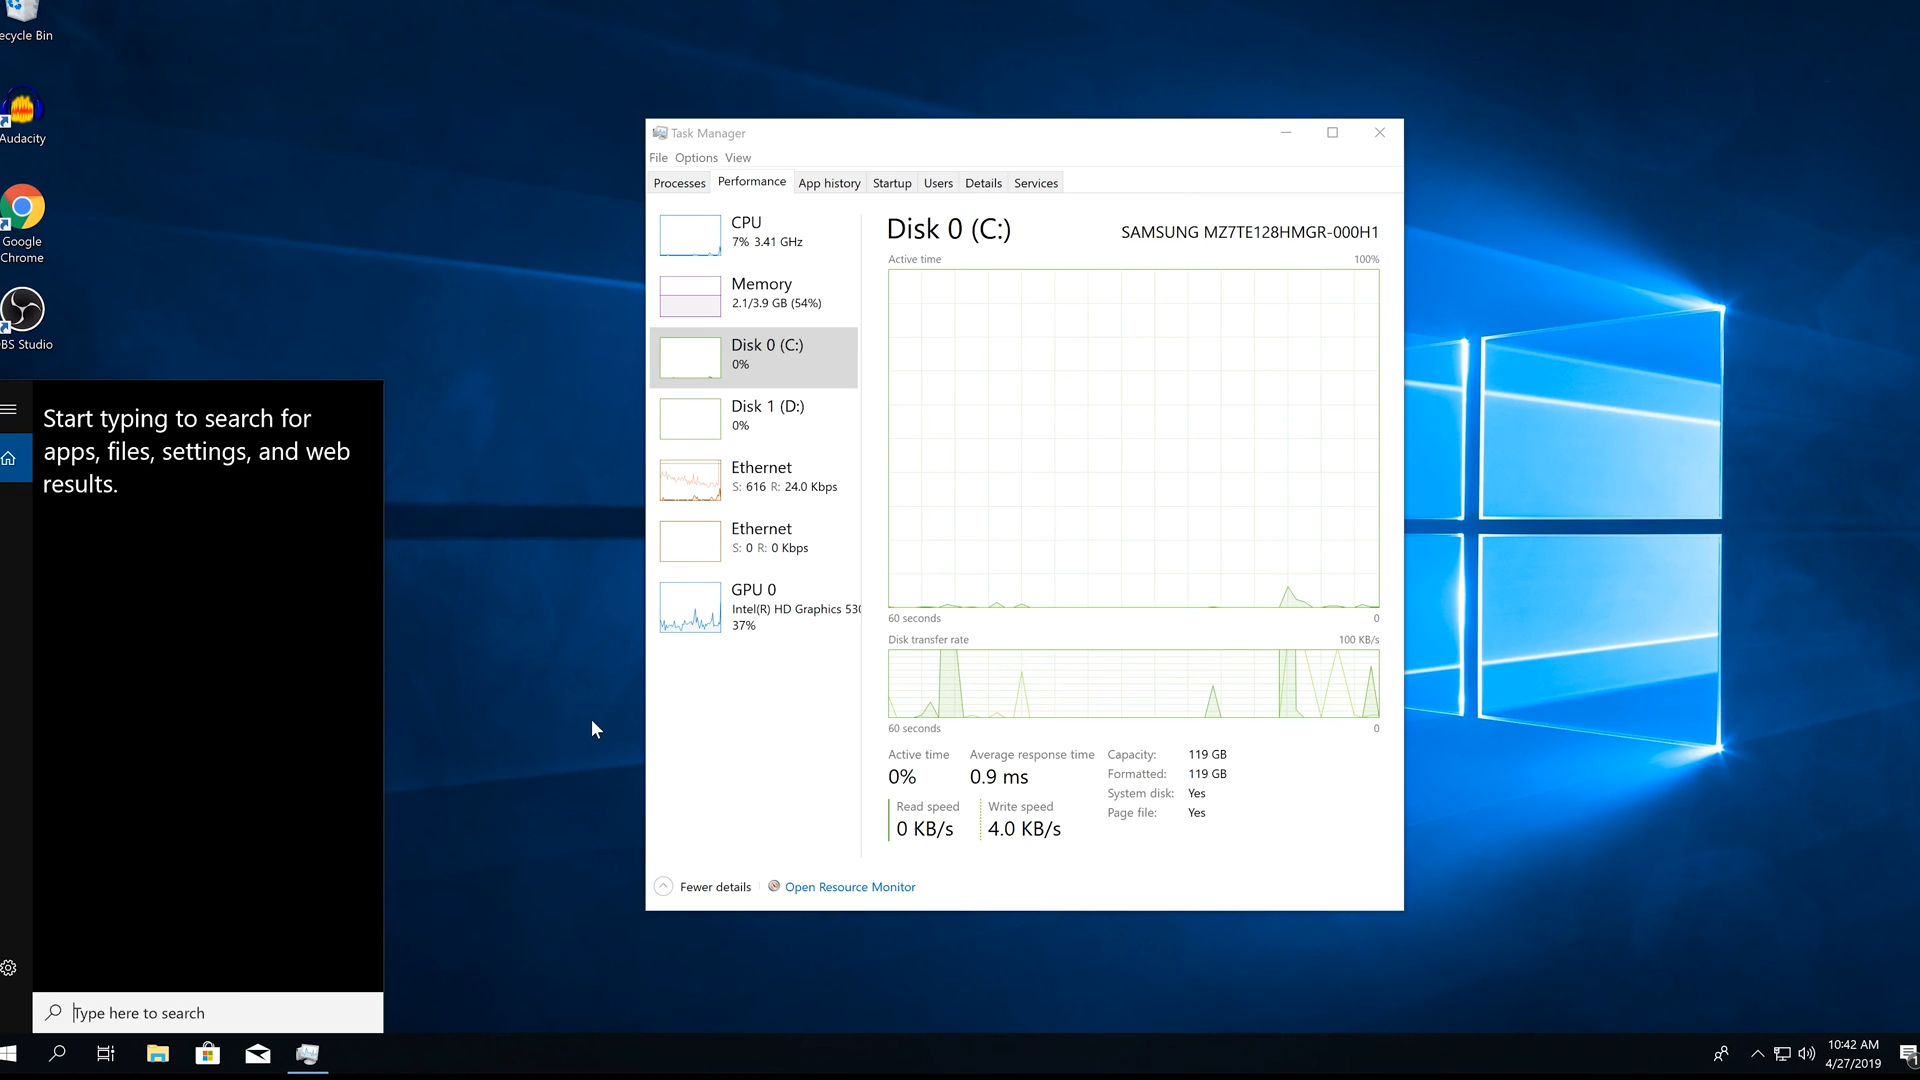 ecycle Bin
Audacity
Google
Chrome
BS Studio
Start typing to search for
apps, files, settings, and web
results.
Type here to search
Task Manager
File Options View
Processes Performance App history Startup Users Details Services
CPU
7% 3.41 GHz
Memory
2.1/3.9 GB (54%)
Disk 0 (C:)
0%
Disk 1 (D:)
0%
Ethernet
S: 616 R: 24.0 Kbps
Ethernet
S: 0 R: 0 Kbps
GPU 0
Intel(R) HD Graphics 530
37%
Disk 0 (C:) SAMSUNG MZ7TE128HMGR-000H1
Active time 100%
60 seconds 0
Disk transfer rate 100 KB/s
60 seconds 0
Active time Average response time
0% 0.9 ms
Read speed Write speed
0 KB/s 4.0 KB/s
Capacity: 119 GB
Formatted: 119 GB
System disk: Yes
Page file: Yes
Fewer details Open Resource Monitor
10:42 AM
4/27/2019
1